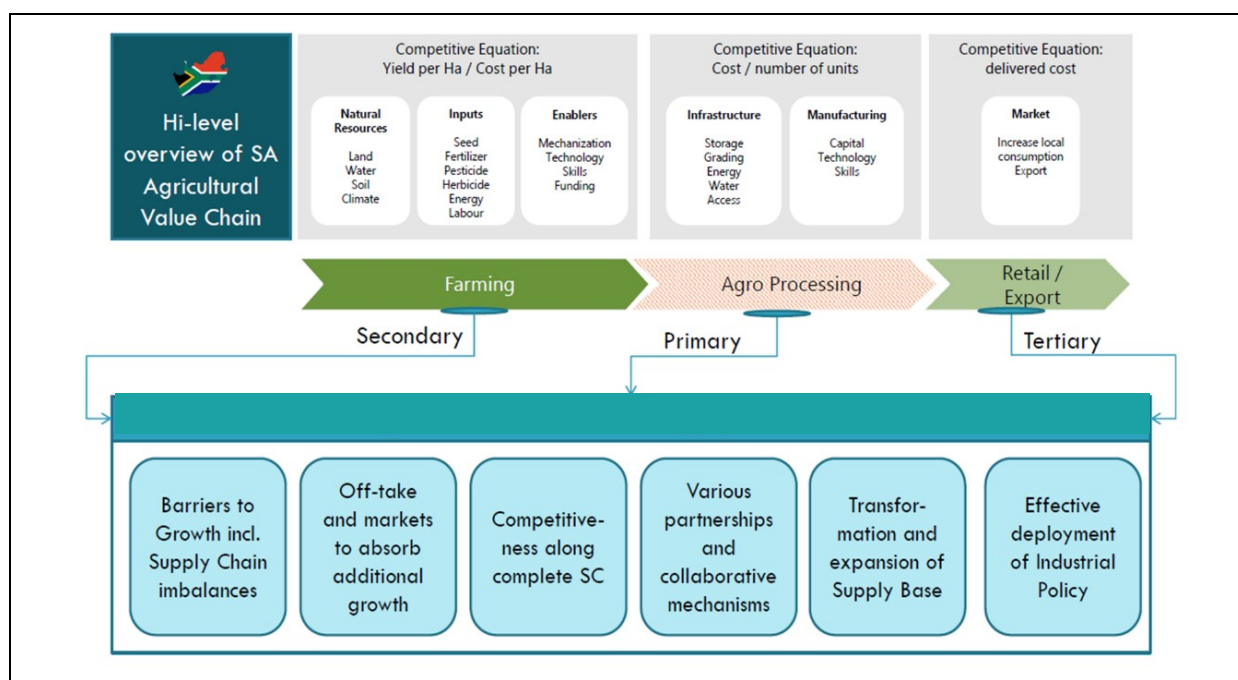 Hi-level
overview of SA
Agricultural
Value Chain
Competitive Equation:
Yield per Ha / Cost per Ha
Natural
Resources
Land
Water
Soil
Climate
Inputs
Seed
Fertilizer
Pesticide
Herbicide
Energy
Labour
Enablers
Mechanization
Technology
Skills
Funding
Competitive Equation:
Cost / number of units
Infrastructure
Storage
Grading
Energy
Water
Access
Manufacturing
Capital
Technology
Skills
Competitive Equation:
delivered cost
Market
Increase local
consumption
Export
Farming
Agro Processing
Retail /
Export
Secondary
Primary
Tertiary
Barriers to
Growth incl.
Supply Chain
imbalances
Off-take
and markets
to absorb
additional
growth
Competitive-
ness along
complete SC
Various
partnerships
and
collaborative
mechanisms
Transfor-
mation and
expansion of
Supply Base
Effective
deployment
of Industrial
Policy